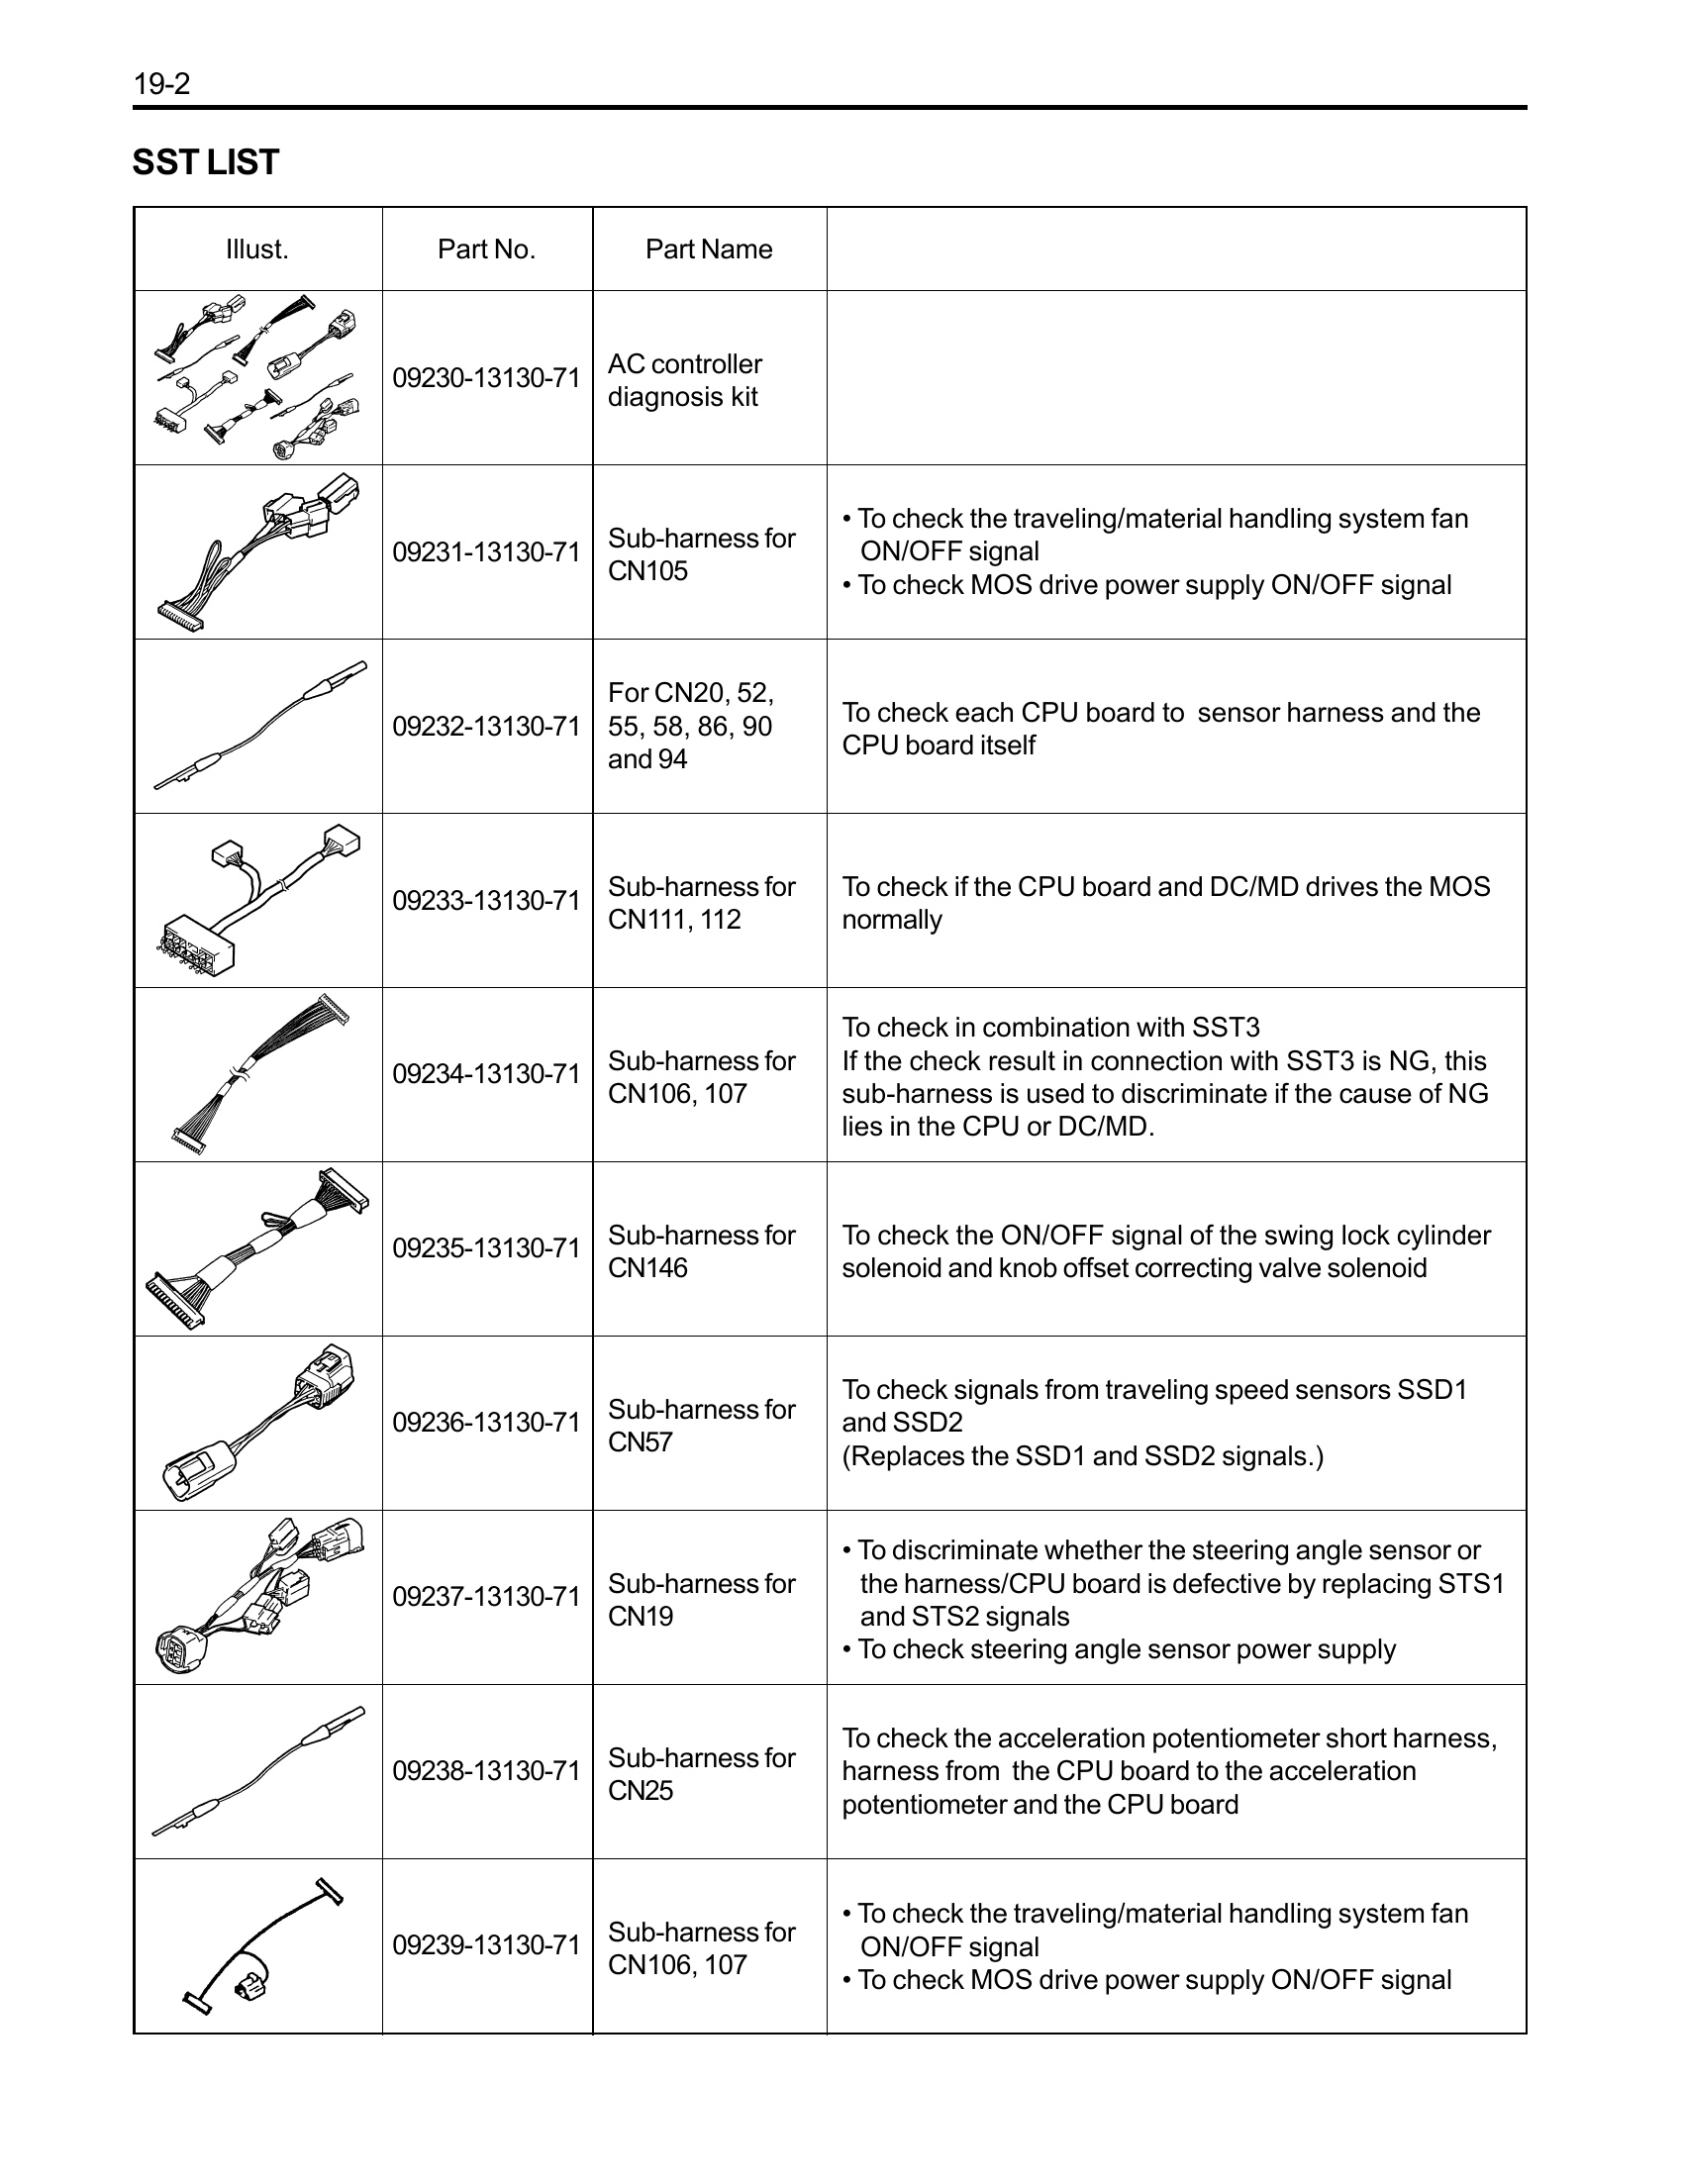 19-2
SST LIST
Illust.
Part No.
Part Name
09230-13130-71
AC controller
diagnosis kit
09231-13130-71
Sub-harness for
CN105
• To check the traveling/material handling system fan
ON/OFF signal
• To check MOS drive power supply ON/OFF signal
09232-13130-71
For CN20, 52,
55, 58, 86, 90
and 94
To check each CPU board to  sensor harness and the
CPU board itself
09233-13130-71
Sub-harness for
CN111, 112
To check if the CPU board and DC/MD drives the MOS
normally
09234-13130-71
Sub-harness for
CN106, 107
To check in combination with SST3
If the check result in connection with SST3 is NG, this
sub-harness is used to discriminate if the cause of NG
lies in the CPU or DC/MD.
09235-13130-71
Sub-harness for
CN146
To check the ON/OFF signal of the swing lock cylinder
solenoid and knob offset correcting valve solenoid
09236-13130-71
Sub-harness for
CN57
To check signals from traveling speed sensors SSD1
and SSD2
(Replaces the SSD1 and SSD2 signals.)
09237-13130-71
Sub-harness for
CN19
• To discriminate whether the steering angle sensor or
the harness/CPU board is defective by replacing STS1
and STS2 signals
• To check steering angle sensor power supply
09238-13130-71
Sub-harness for
CN25
To check the acceleration potentiometer short harness,
harness from  the CPU board to the acceleration
potentiometer and the CPU board
09239-13130-71
Sub-harness for
CN106, 107
• To check the traveling/material handling system fan
ON/OFF signal
• To check MOS drive power supply ON/OFF signal